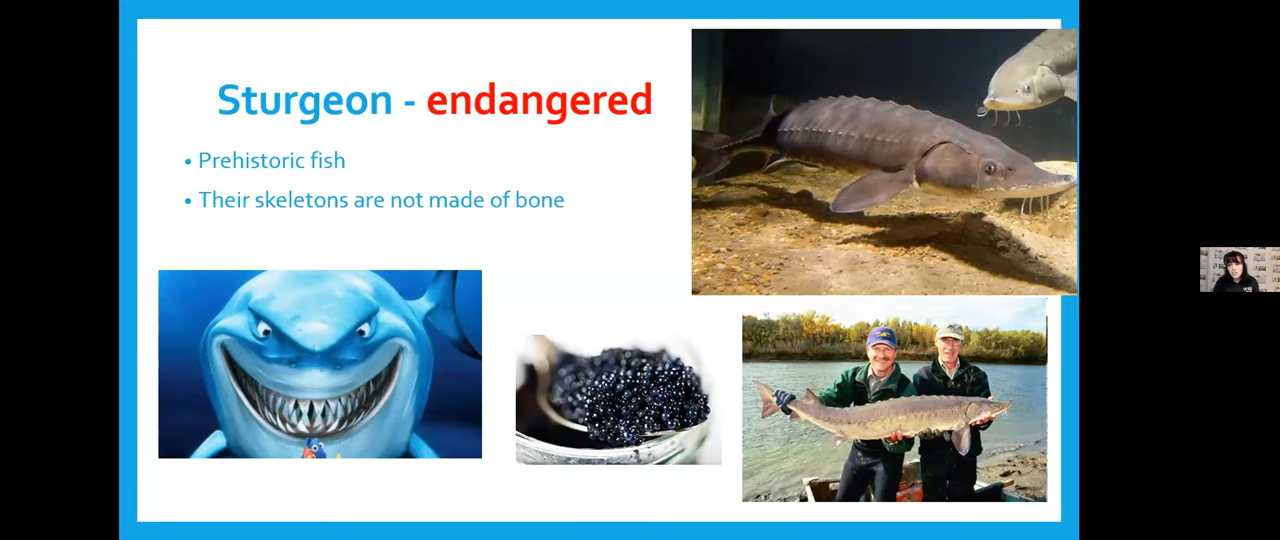 Sturgeon - endangered
• Prehistoric fish
• Their skeletons are not made of bone